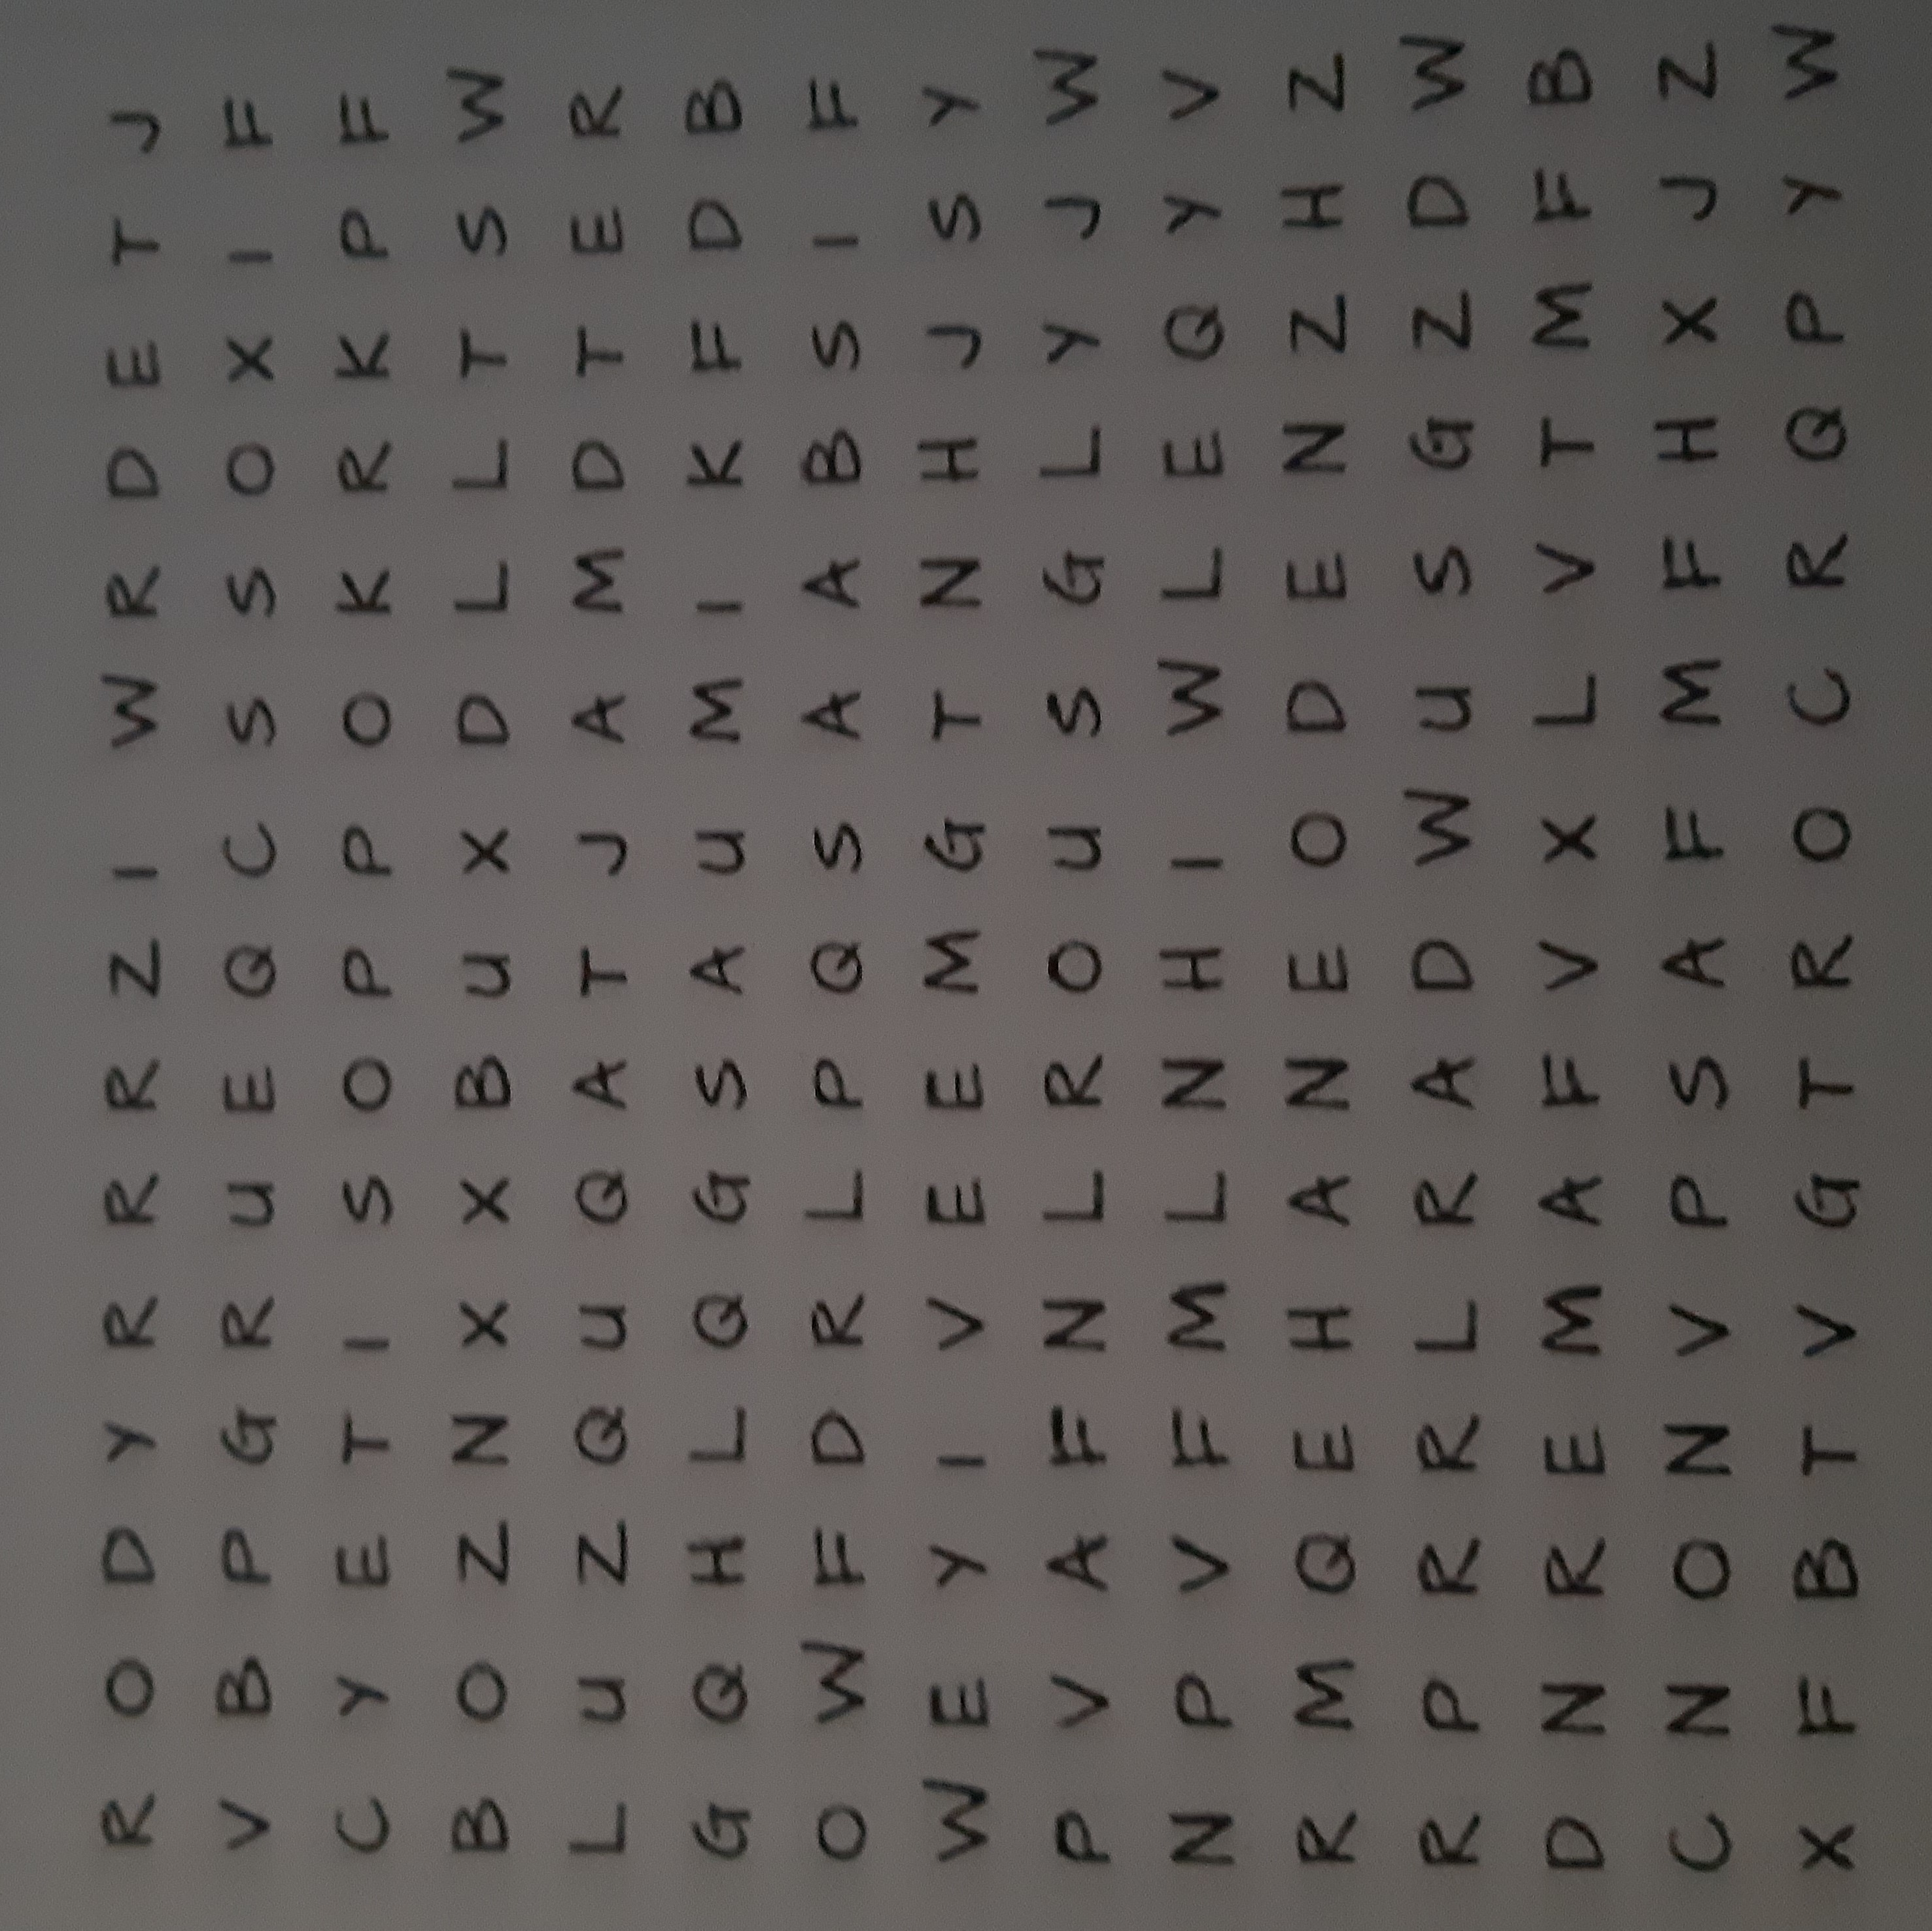 R O D Y R R R Z I W R D E T J
V B P G R U E Q C S S O X I F
C Y E T I S O P P O K R K P F
B O Z N X X B U X D L L T S W
L U Z Q U Q A T J A M D T E R
G Q H L Q G S A U M I K F D B
O W F D R L P Q S A A B S I F
W E Y I V E E M G T N H J S Y
P V A F N L R O U S G L Y J W
N P V F M L N H I W L E Q Y V
R M Q E H A N E O D E N Z H Z
R P R R L R A D W U S G Z D W
D N R E M A F V X L V T M F B
C N O N V P S A F M F H X J Z
X F B T V G T R O C R Q P Y W